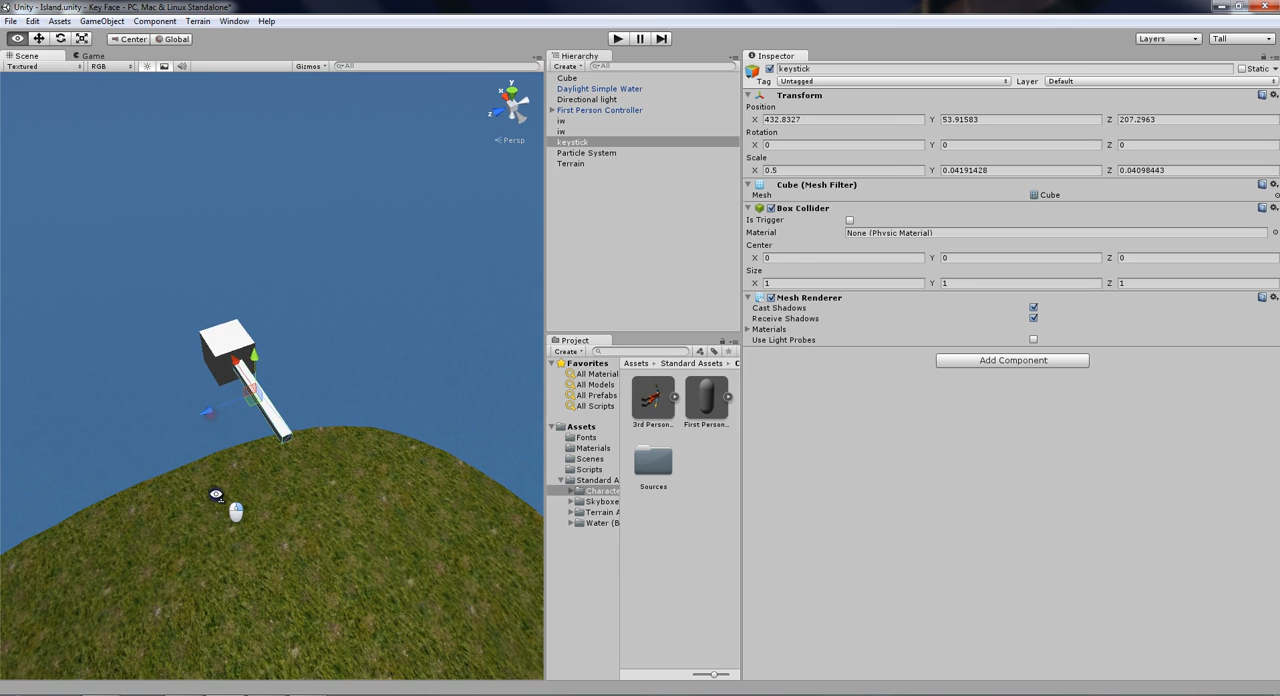 Unity - Island.unity - Key Face - PC, Mac & Linux Standalone*
File Edit Assets GameObject Component Terrain Window Help
Center Global Layers Tall
Scene Game
Textured RGB Gizmos All
y
x
z
Persp
Hierarchy
Create All
Cube
Daylight Simple Water
Directional light
First Person Controller
iw
iw
keystick
Particle System
Terrain
Project
Create
Favorites
All Material
All Models
All Prefabs
All Scripts
Assets
Fonts
Materials
Scenes
Scripts
Standard A
Characte
Skyboxe
Terrain A
Water (B
Assets Standard Assets C
3rd Person... First Person...
Sources
Inspector
keystick Static
Tag Untagged Layer Default
Transform
Position
X 432.8327 Y 53.91583 Z 207.2963
Rotation
X 0 Y 0 Z 0
Scale
X 0.5 Y 0.04191428 Z 0.04098443
Cube (Mesh Filter)
Mesh Cube
Box Collider
Is Trigger
Material None (Physic Material)
Center
X 0 Y 0 Z 0
Size
X 1 Y 1 Z 1
Mesh Renderer
Cast Shadows
Receive Shadows
Materials
Use Light Probes
Add Component